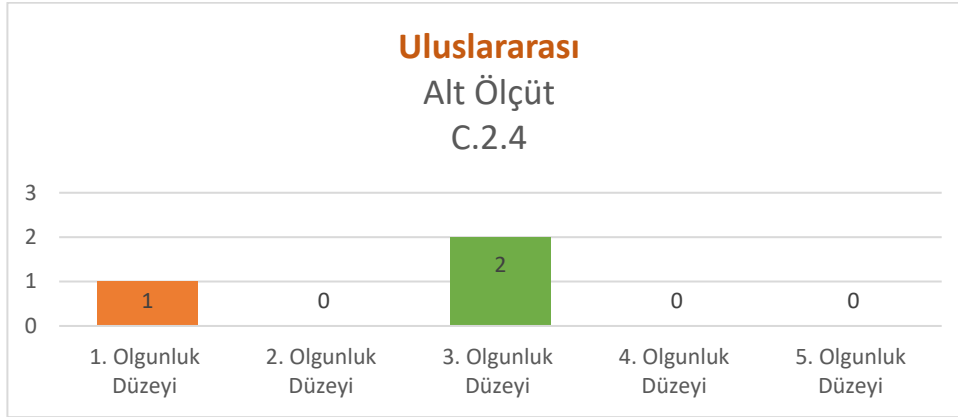 Uluslararası
Alt Ölçüt
C.2.4
3
2
1
0
1
0
2
0
0
1. Olgunluk
Düzeyi
2. Olgunluk
Düzeyi
3. Olgunluk
Düzeyi
4. Olgunluk
Düzeyi
5. Olgunluk
Düzeyi